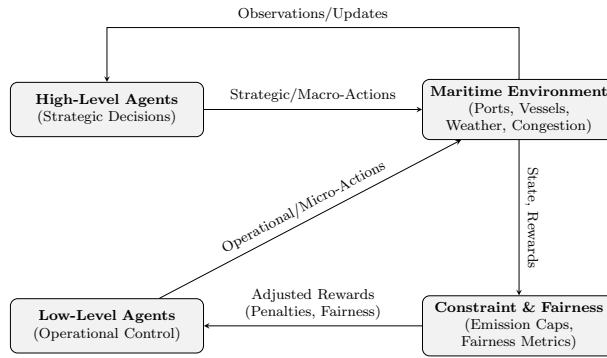 Observations/Updates
High-Level Agents
(Strategic Decisions)
Strategic/Macro-Actions
Maritime Environment
(Ports, Vessels,
Weather, Congestion)
Operational/Micro-Actions
State, Rewards
Low-Level Agents
(Operational Control)
Adjusted Rewards
(Penalties, Fairness)
Constraint & Fairness
(Emission Caps,
Fairness Metrics)